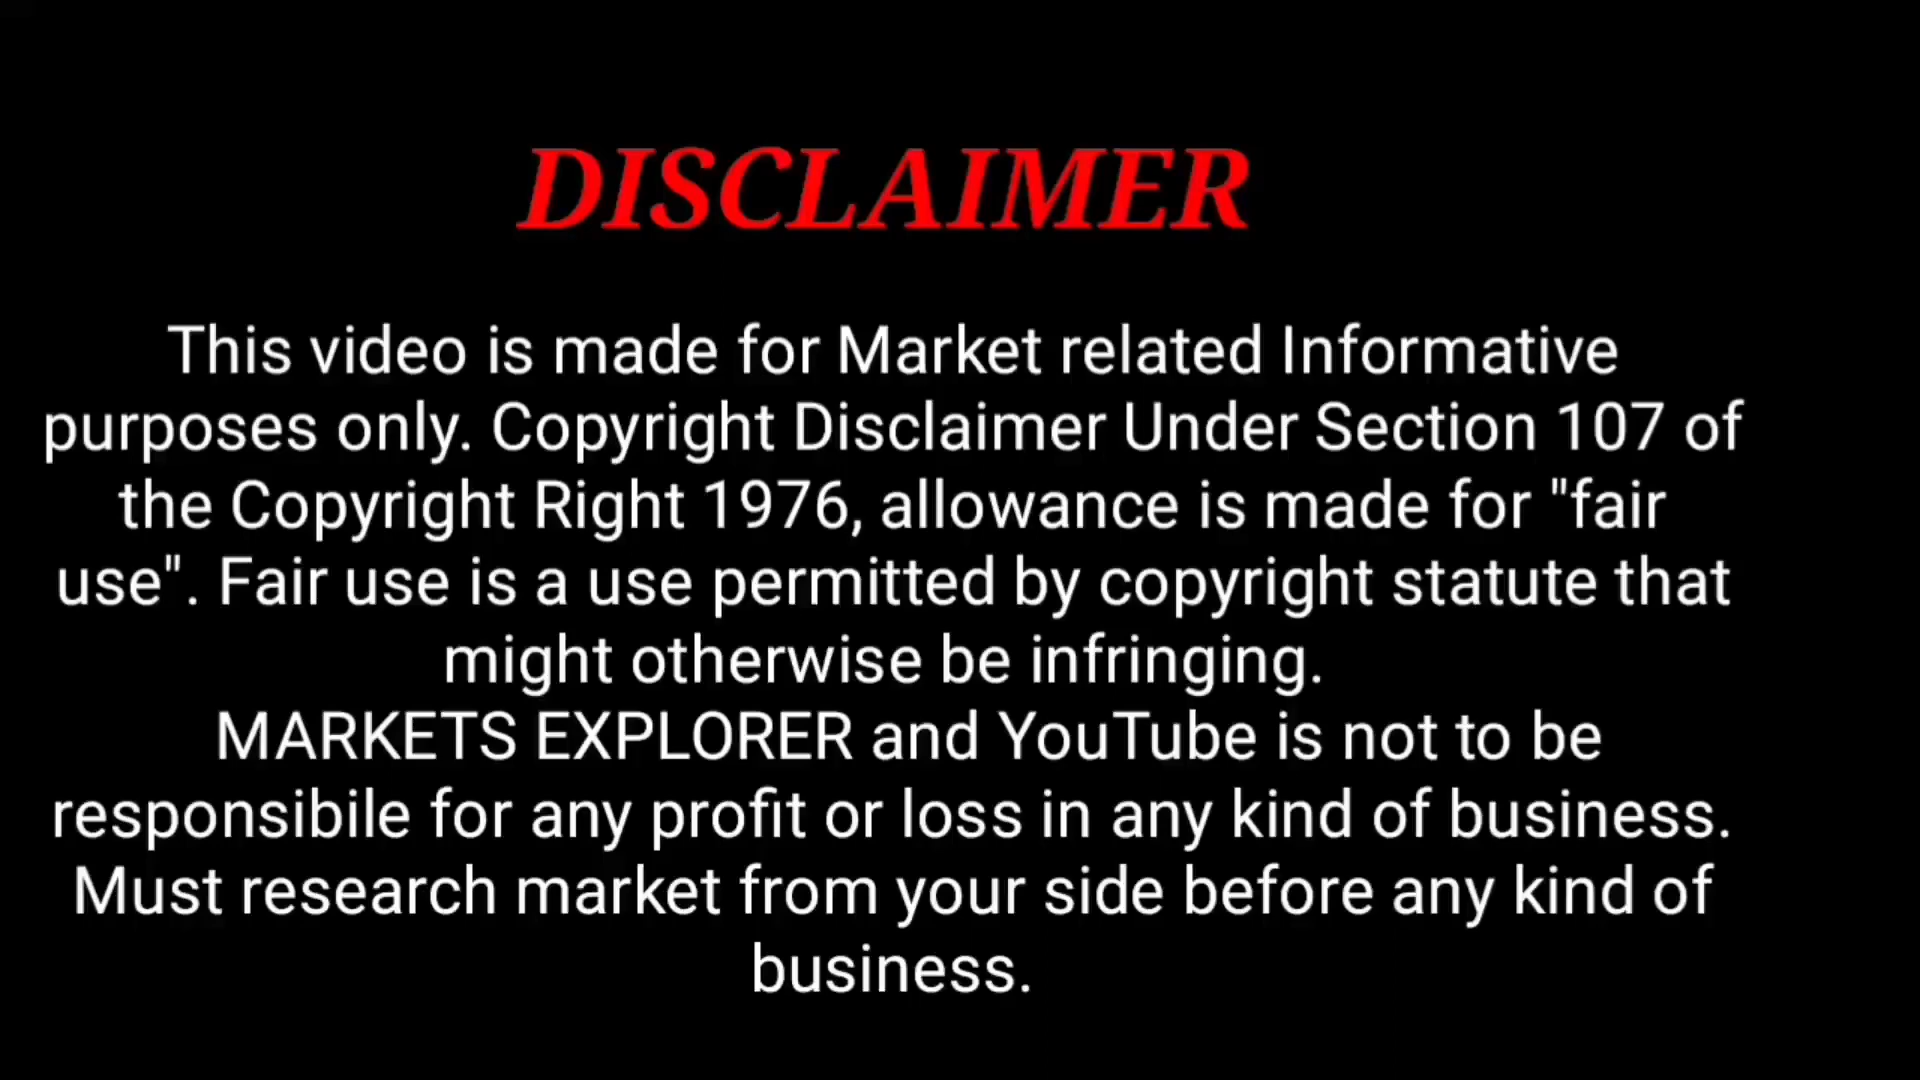 DISCLAIMER
This video is made for Market related Informative
purposes only. Copyright Disclaimer Under Section 107 of
the Copyright Right 1976, allowance is made for "fair
use". Fair use is a use permitted by copyright statute that
might otherwise be infringing.
MARKETS EXPLORER and YouTube is not to be
responsibile for any profit or loss in any kind of business.
Must research market from your side before any kind of
business.